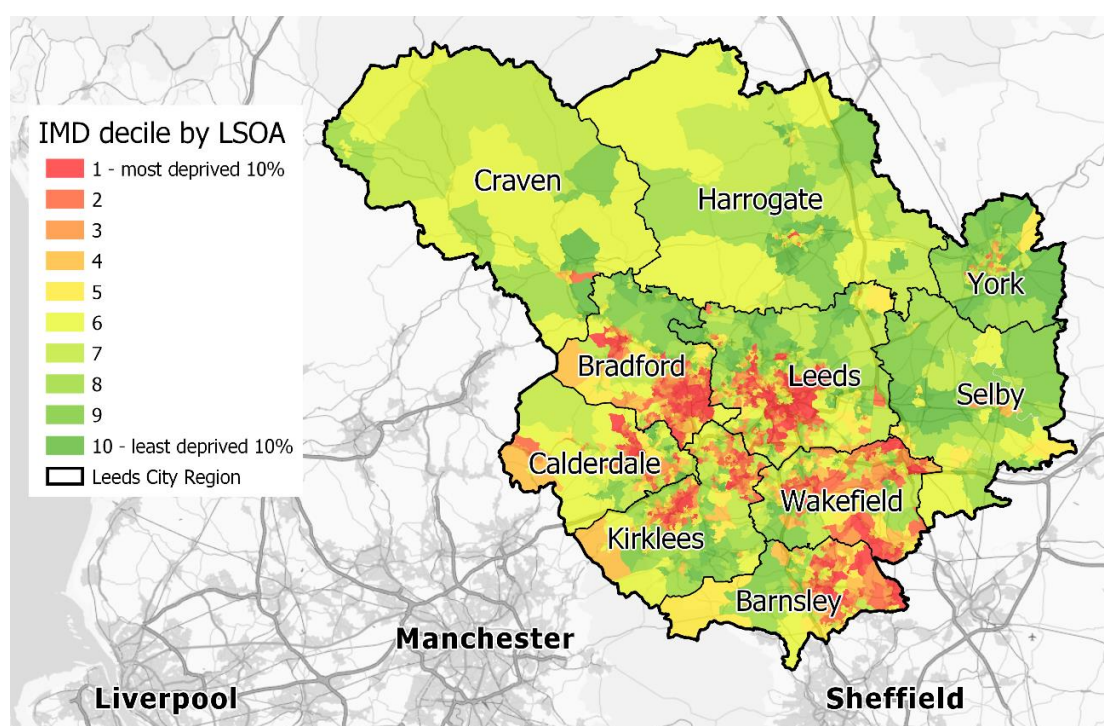 IMD decile by LSOA
1 - most deprived 10%
2
3
4
5
6
7
8
9
10 - least deprived 10%
Leeds City Region
Craven
Harrogate
York
Bradford
Leeds
Selby
Calderdale
Wakefield
Kirklees
Barnsley
Manchester
Liverpool
Sheffield